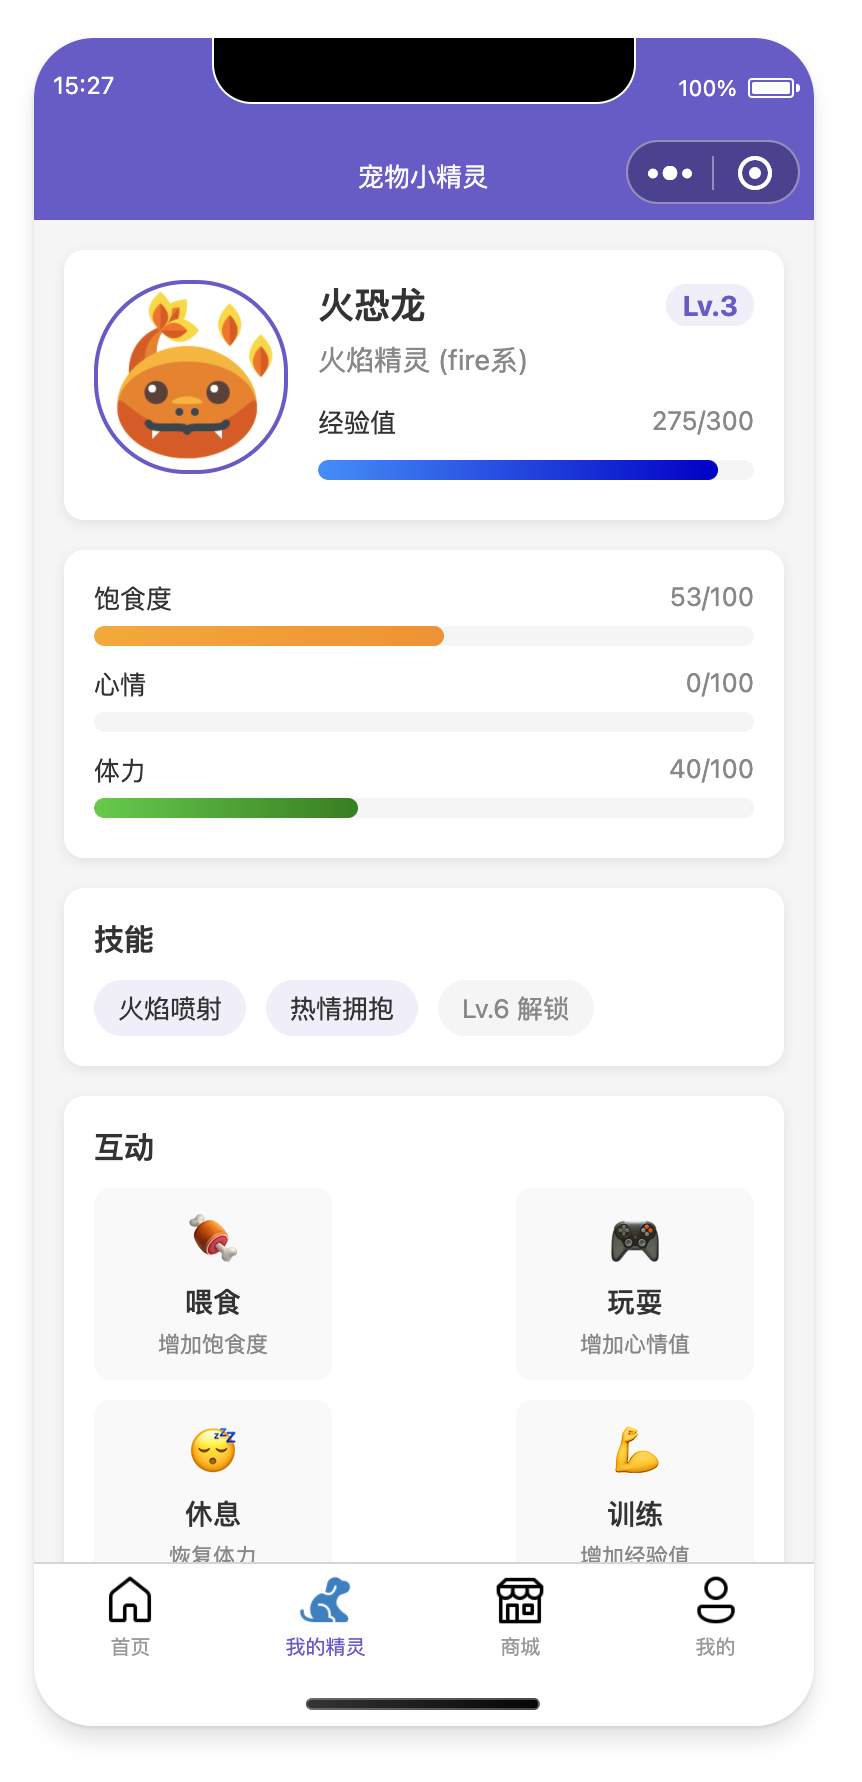 15:27
100%
宠物小精灵
火恐龙
Lv.3
火焰精灵 (fire系)
经验值
275/300
饱食度
53/100
心情
0/100
体力
40/100
技能
火焰喷射
热情拥抱
Lv.6 解锁
互动
喂食
玩耍
增加饱食度
增加心情值
休息
训练
恢复体力
增加经验值
首页
我的精灵
商城
我的